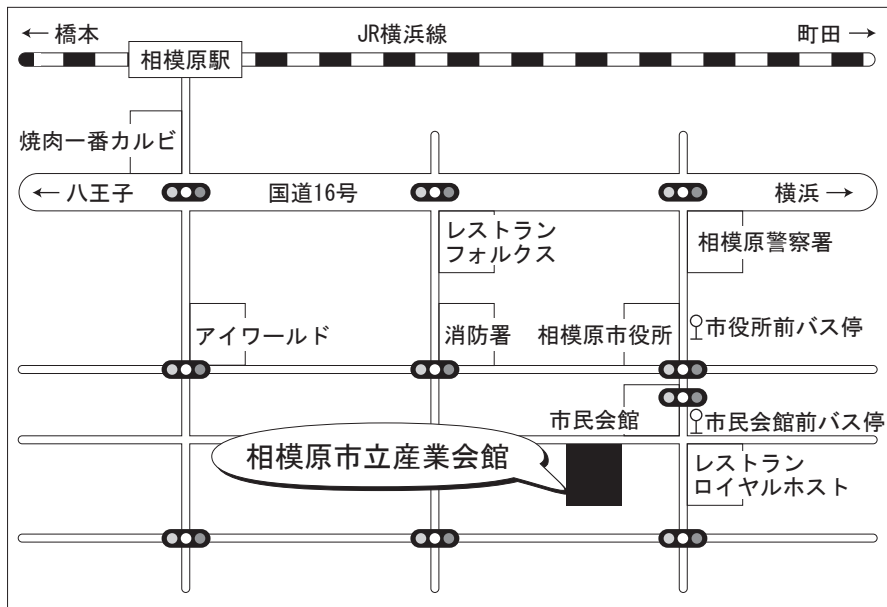 ← 橋本
JR横浜線
町田 →
相模原駅
焼肉一番カルビ
← 八王子
国道16号
横浜 →
レストラン
フォルクス
相模原警察署
アイワールド
消防署
相模原市役所
市役所前バス停
市民会館
市民会館前バス停
相模原市立産業会館
レストラン
ロイヤルホスト